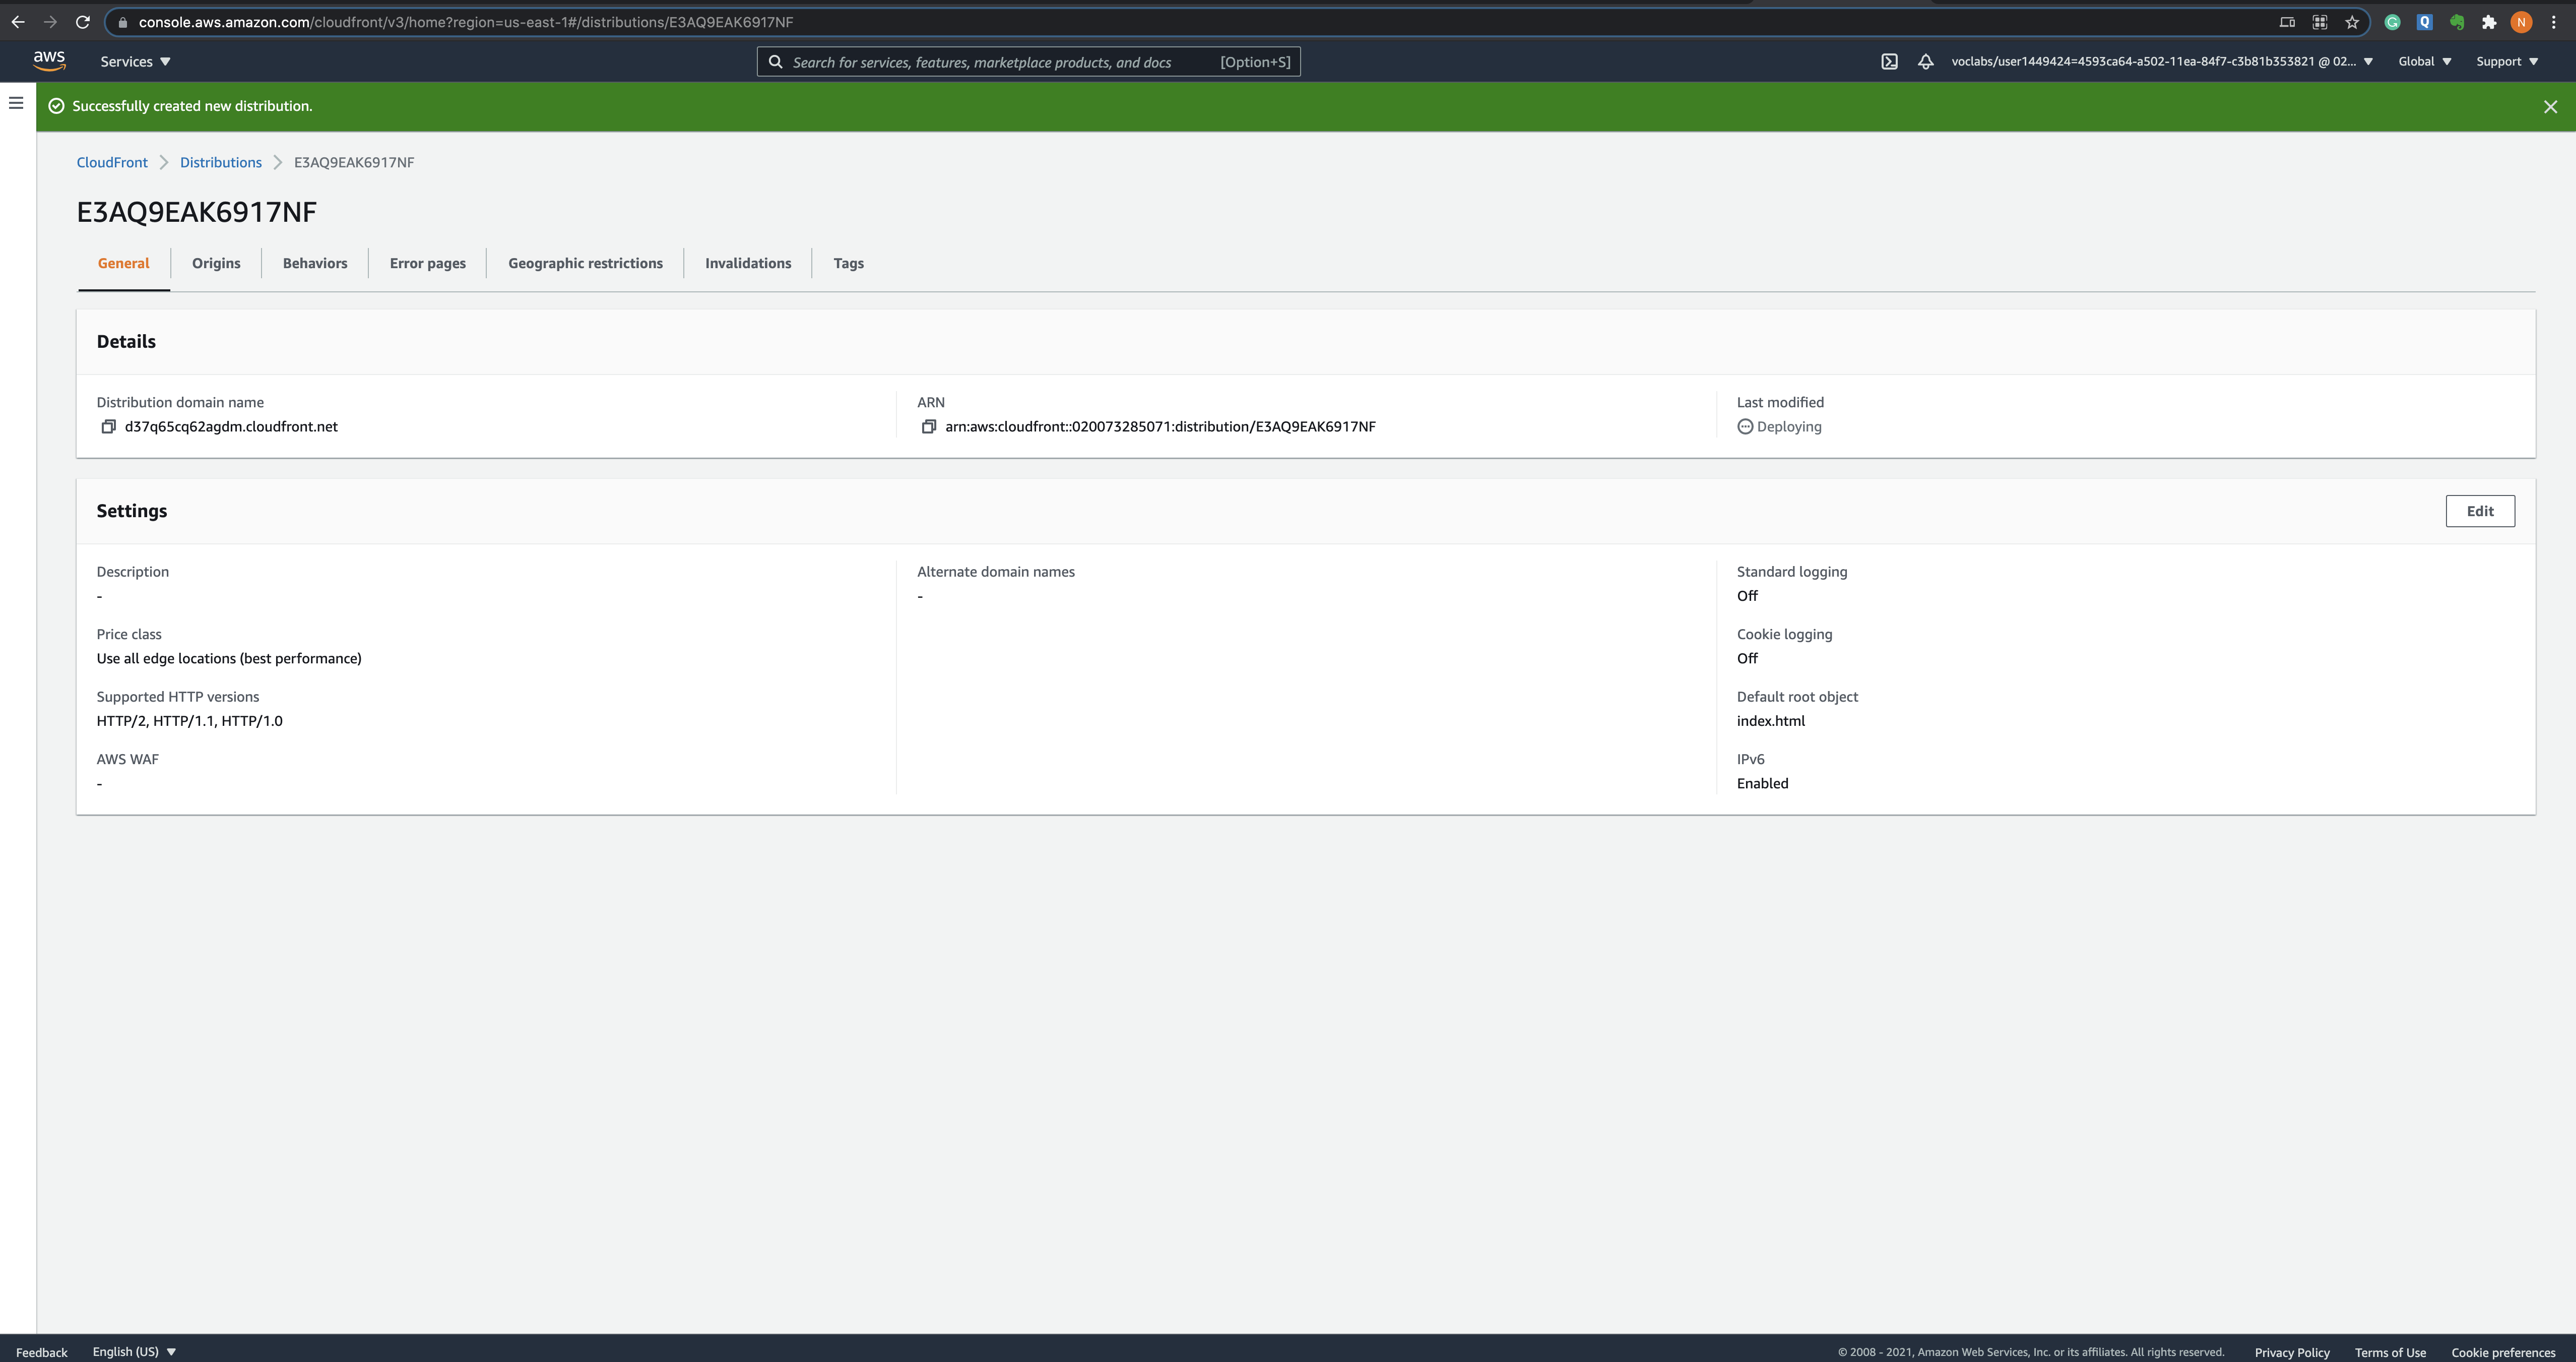 console.aws.amazon.com/cloudfront/v3/home?region=us-east-1#/distributions/E3AQ9EAK6917NF
N
aws
Services
Search for services, features, marketplace products, and docs [Option+S]
voclabs/user1449424=4593ca64-a502-11ea-84f7-c3b81b353821 @ 02...
Global
Support
Successfully created new distribution.
CloudFront
Distributions
E3AQ9EAK6917NF
E3AQ9EAK6917NF
General
Origins
Behaviors
Error pages
Geographic restrictions
Invalidations
Tags
Details
Distribution domain name
d37q65cq62agdm.cloudfront.net
ARN
arn:aws:cloudfront::020073285071:distribution/E3AQ9EAK6917NF
Last modified
Deploying
Settings
Edit
Description
-
Price class
Use all edge locations (best performance)
Supported HTTP versions
HTTP/2, HTTP/1.1, HTTP/1.0
AWS WAF
-
Alternate domain names
-
Standard logging
Off
Cookie logging
Off
Default root object
index.html
IPv6
Enabled
Feedback
English (US)
© 2008 - 2021, Amazon Web Services, Inc. or its affiliates. All rights reserved.
Privacy Policy
Terms of Use
Cookie preferences